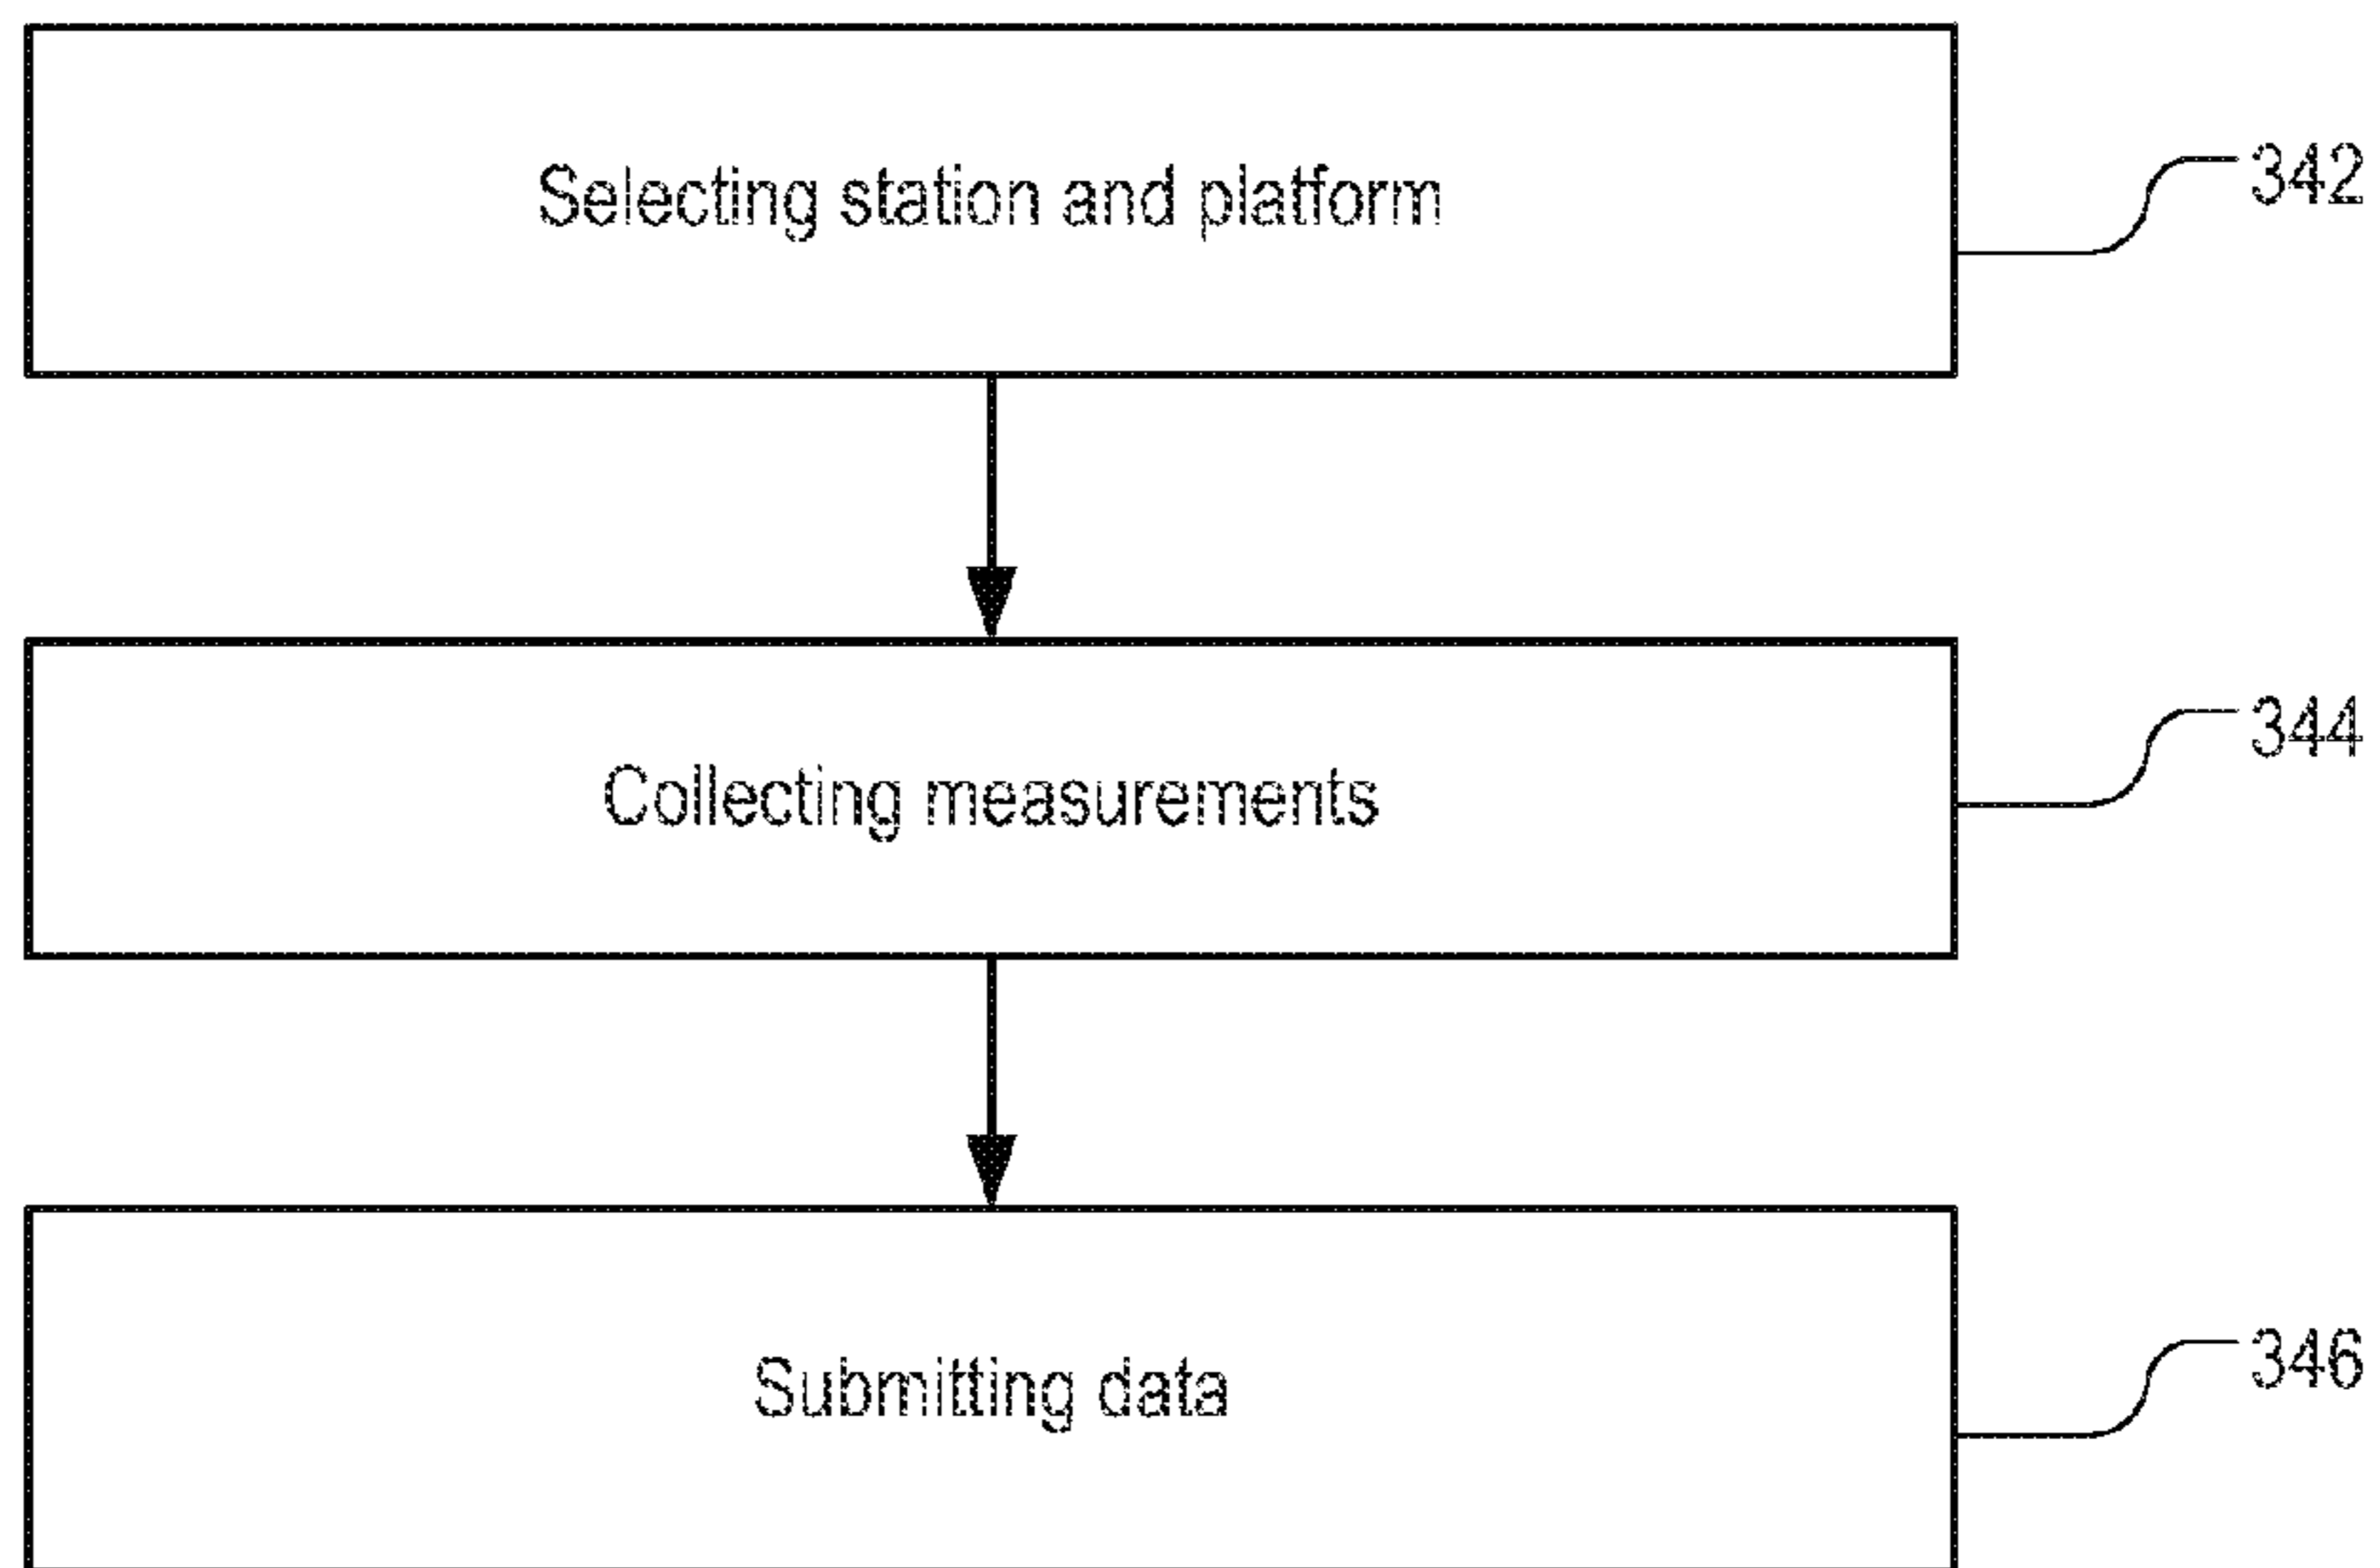 Selecting station and platform
342
Collecting measurements
344
Submitting data
346